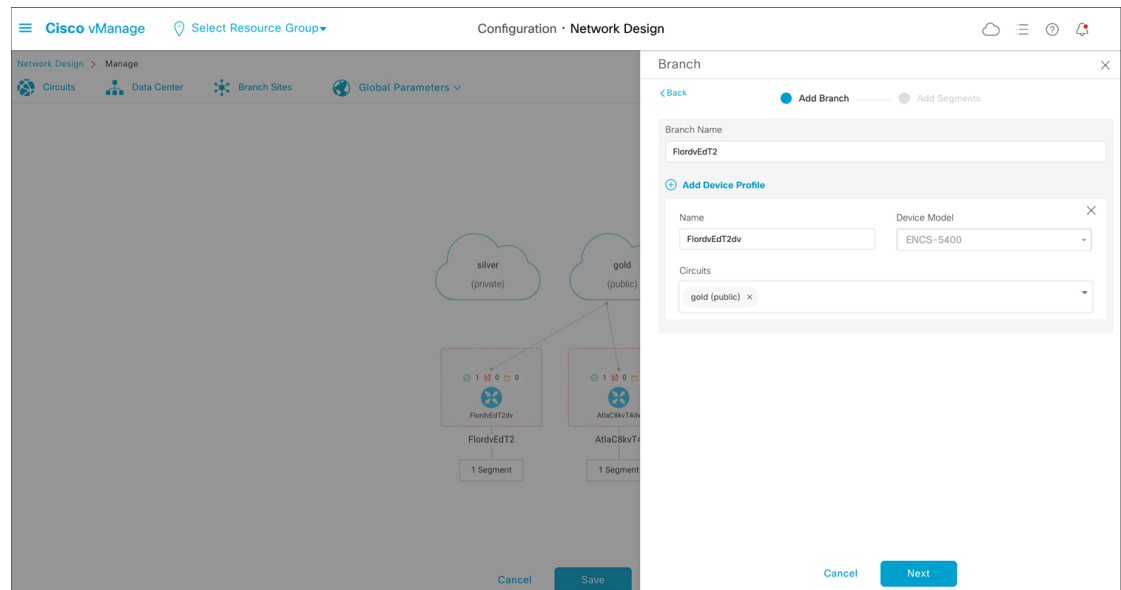 Cisco vManage
Select Resource Group
Configuration · Network Design
Network Design > Manage
Circuits
Data Center
Branch Sites
Global Parameters
silver
(private)
gold
(public)
1 0 0
FlordvEdT2dv
FlordvEdT2
1 Segment
1 0
AtlaC8kvT4dv
AtlaC8kvT4
1 Segment
Cancel
Save
Branch
<Back
Add Branch
Add Segments
Branch Name
FlordvEdT2
Add Device Profile
Name
Device Model
FlordvEdT2dv
ENCS-5400
Circuits
gold (public) ×
Cancel
Next